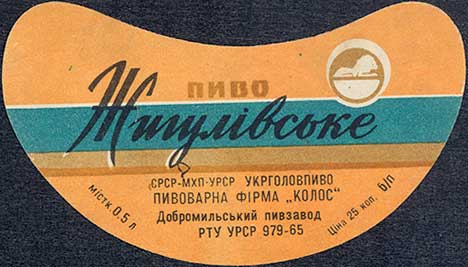 ПИВО
Жигулівське
СРСР-МХП-УРСР УКРГОЛОВПИВО
ПИВОВАРНА ФІРМА „КОЛОС"
Добромильський пивзавод
РТУ УРСР 979-65
містк. 0,5 л
Ціна 25 коп. б/п